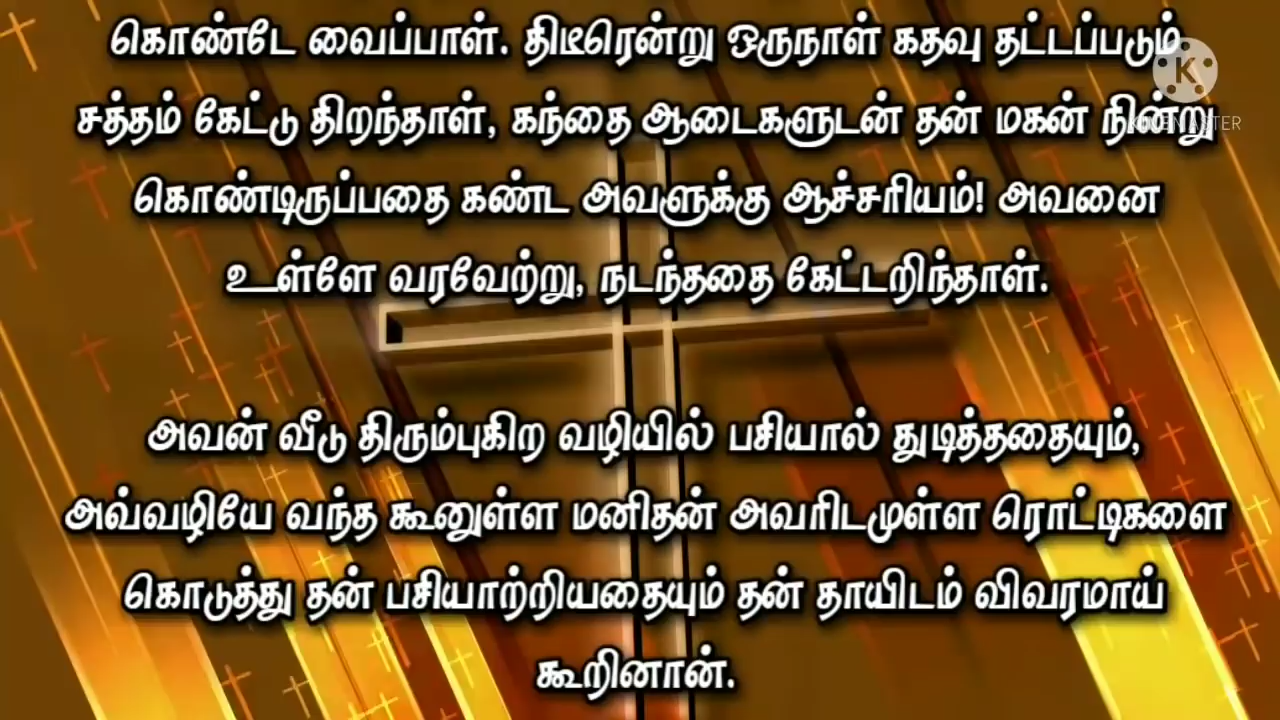 கொண்டே வைப்பாள். திடீரென்று ஒருநாள் கதவு தட்டப்படும்
சத்தம் கேட்டு திறந்தாள், கந்தை ஆடைகளுடன் தன் மகன் நின்று
கொண்டிருப்பதை கண்ட அவளுக்கு ஆச்சரியம்! அவனை
உள்ளே வரவேற்று, நடந்ததை கேட்டறிந்தாள்.
அவன் வீடு திரும்புகிற வழியில் பசியால் துடித்ததையும்,
அவ்வழியே வந்த கூனுள்ள மனிதன் அவரிடமுள்ள ரொட்டிகளை
கொடுத்து தன் பசியாற்றியதையும் தன் தாயிடம் விவரமாய்
கூறினான்.
K
KINEMASTER